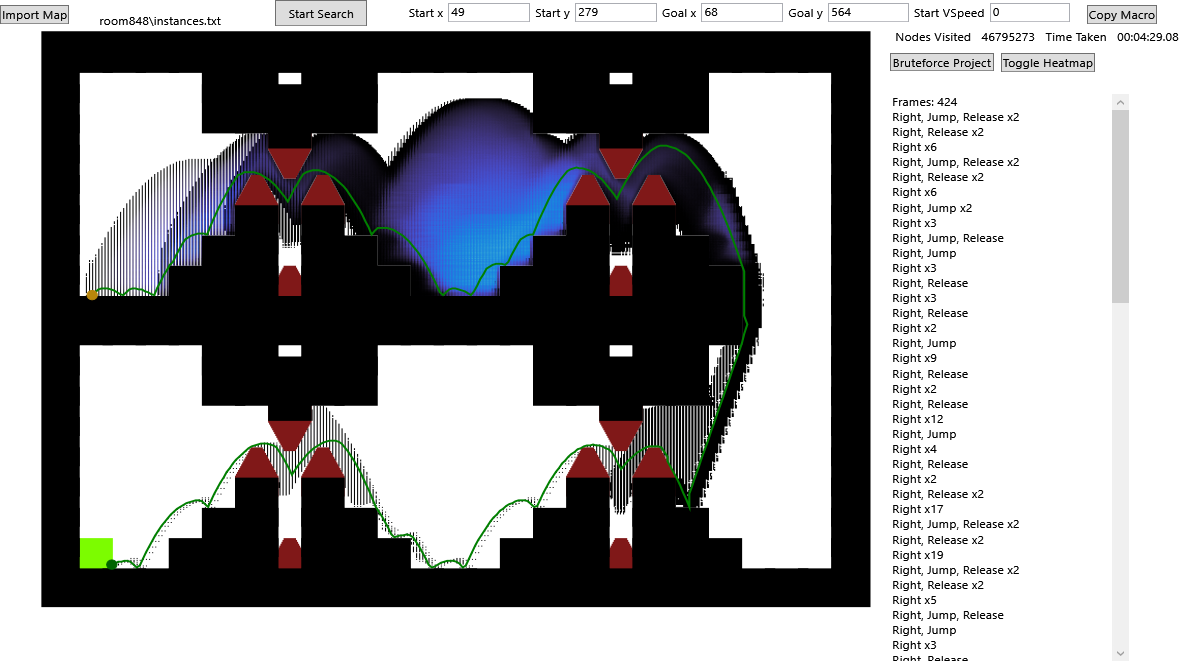 Import Map room848\instances.txt Start Search Start x 49 Start y 279 Goal x 68 Goal y 564 Start VSpeed 0 Copy Macro
Nodes Visited 46795273 Time Taken 00:04:29.08
Bruteforce Project Toggle Heatmap
Frames: 424
Right, Jump, Release x2
Right, Release x2
Right x6
Right, Jump, Release x2
Right, Release x2
Right x6
Right, Jump x2
Right x3
Right, Jump, Release
Right, Jump
Right x3
Right, Release
Right x3
Right, Release
Right x2
Right, Jump
Right x9
Right, Release
Right x2
Right, Release
Right x12
Right, Jump
Right x4
Right, Release
Right x2
Right, Release x2
Right x17
Right, Jump, Release x2
Right, Release x2
Right x19
Right, Jump, Release x2
Right, Release x2
Right x5
Right, Jump, Release
Right, Jump
Right x3
Right, Release